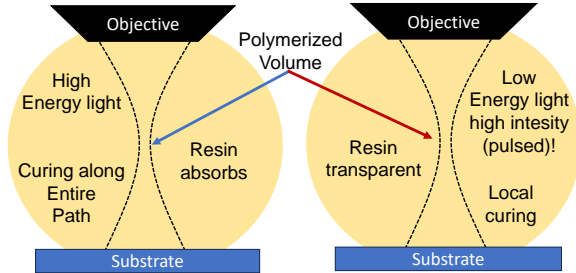 Objective
High
Energy light
Curing along
Entire
Path
Resin
absorbs
Substrate
Polymerized
Volume
Objective
Resin
transparent
Low
Energy light
high intesity
(pulsed)!
Local
curing
Substrate